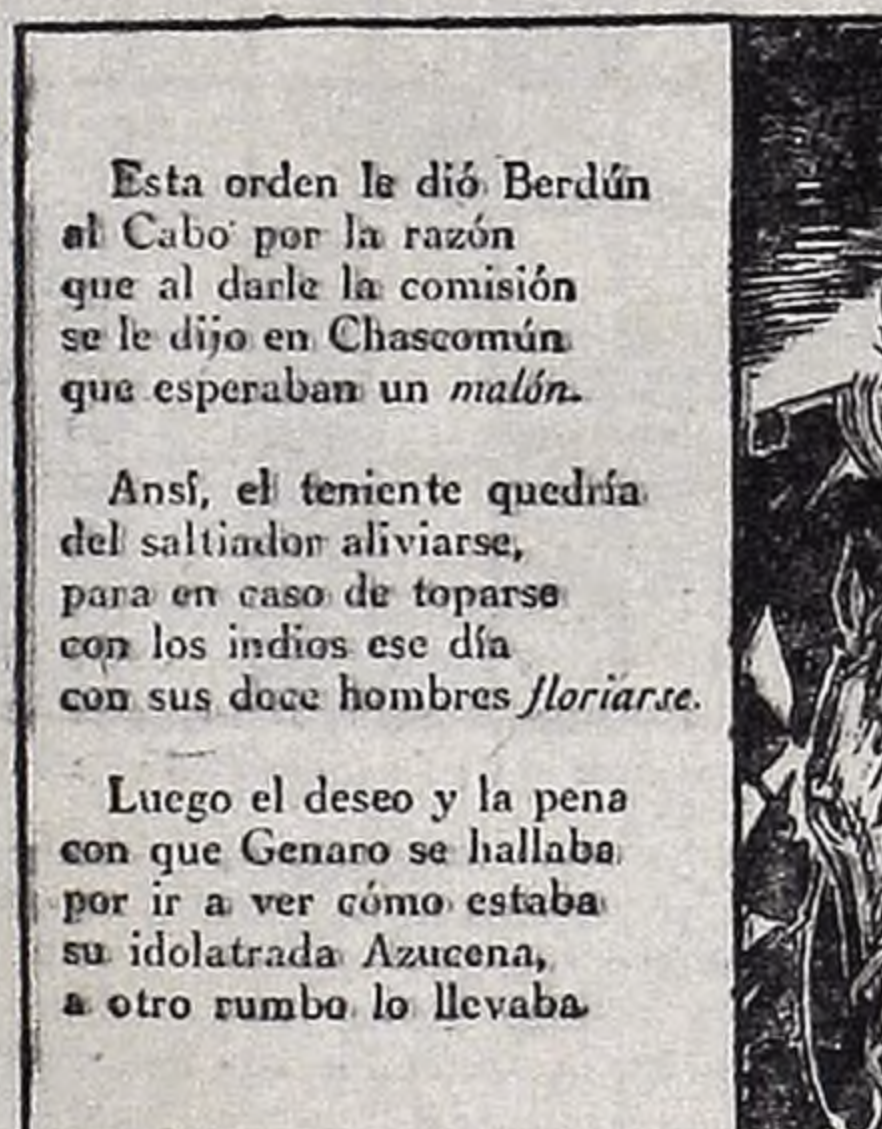 Esta orden le dió Berdún
al Cabo por la razón
que al darle la comisión
se le dijo en Chascomún
que esperaban un malón.
Ansí, el teniente quedría
del saltiador aliviarse,
para en caso de toparse
con los indios ese día
con sus doce hombres floriarse.
Luego el deseo y la pena
con que Genaro se hallaba
por ir a ver cómo estaba
su idolatrada Azucena,
a otro rumbo lo llevaba